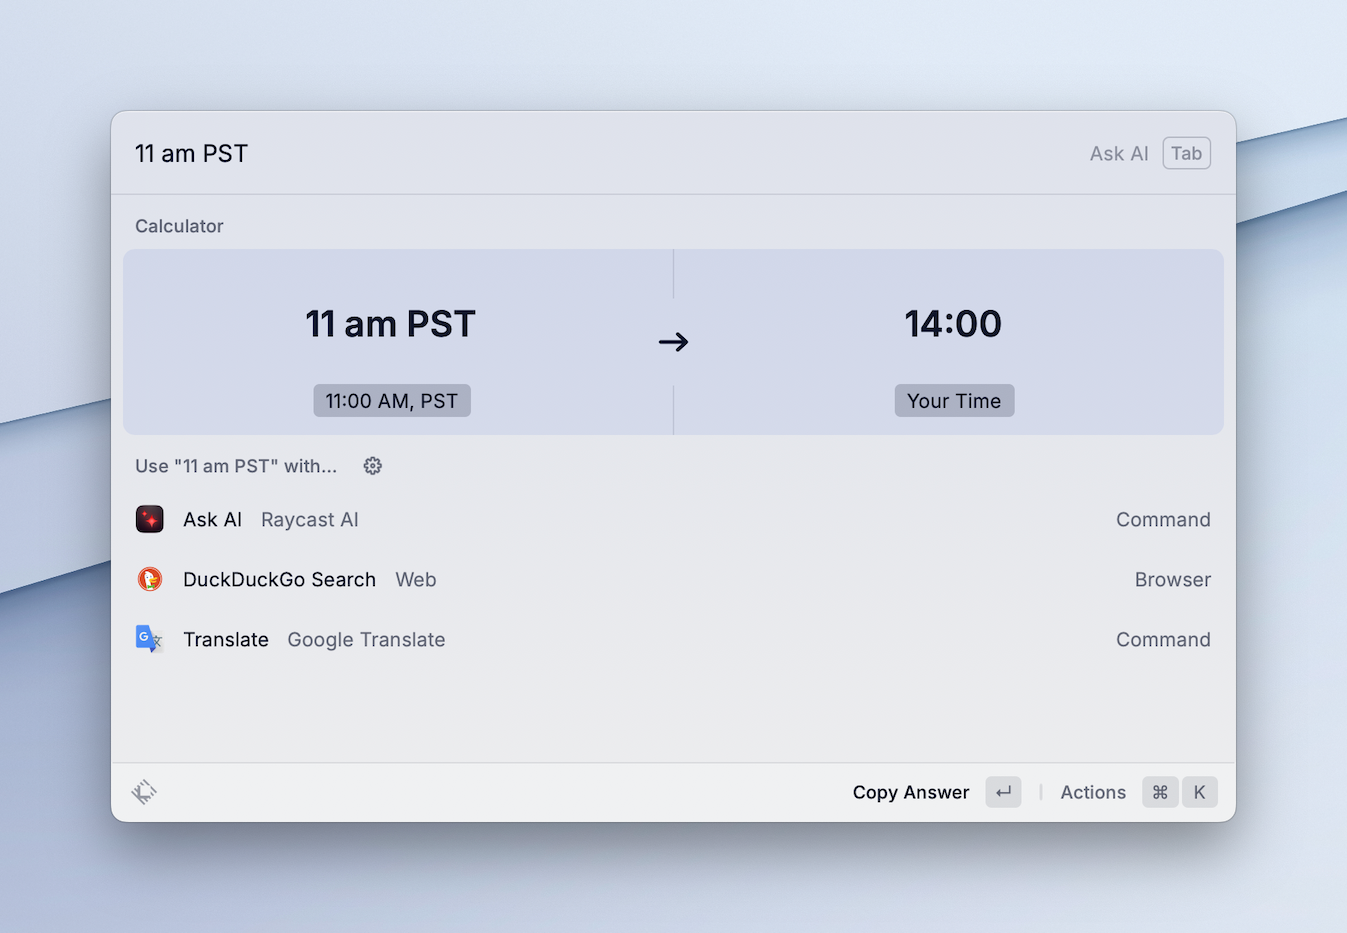 11 am PST Ask AI Tab
Calculator
11 am PST → 14:00
11:00 AM, PST Your Time
Use "11 am PST" with...
Ask AI Raycast AI Command
DuckDuckGo Search Web Browser
Translate Google Translate Command
Copy Answer ↵ Actions ⌘ K